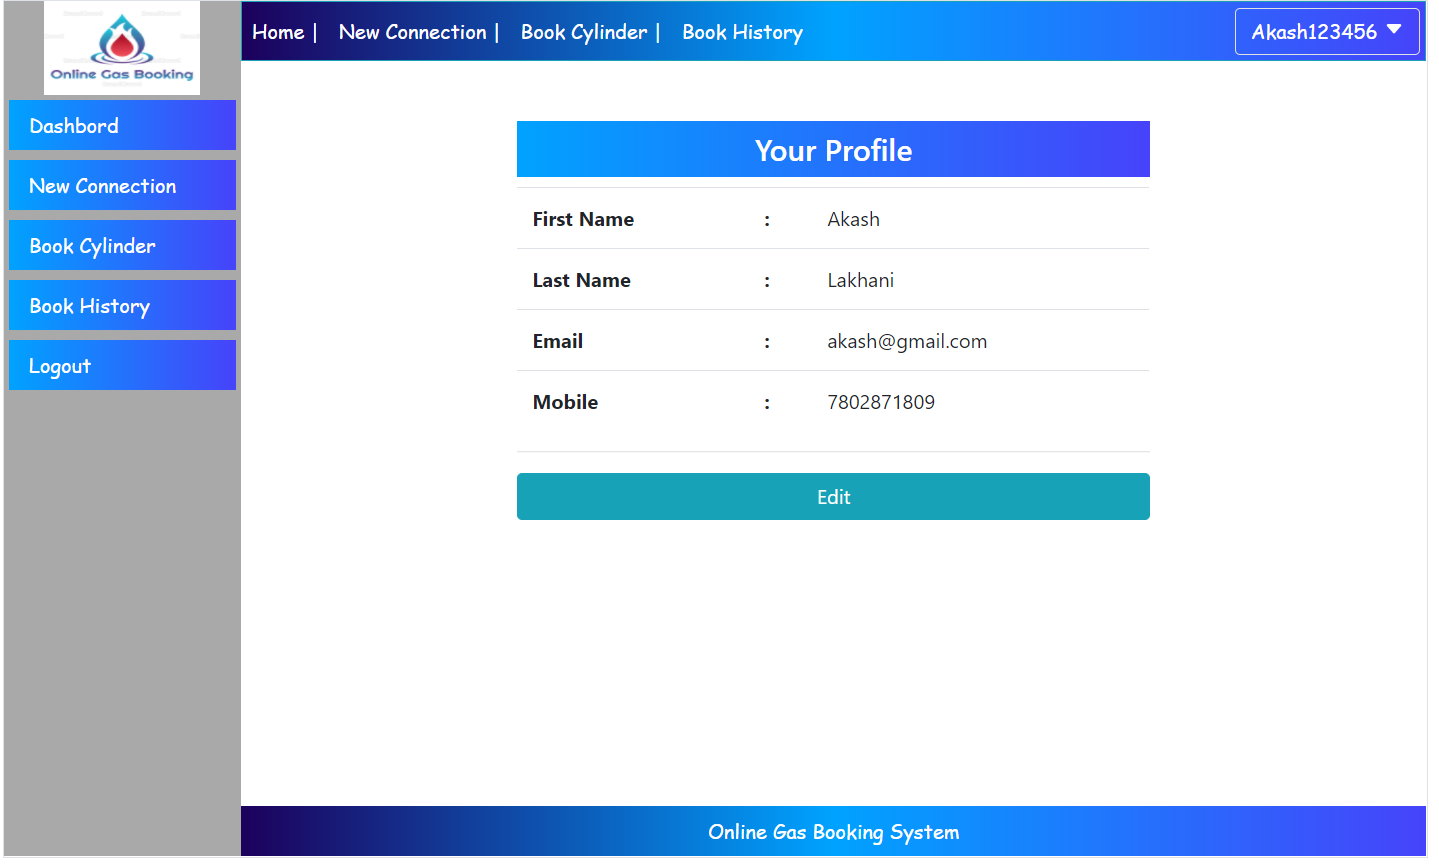 Online Gas Booking
Home | New Connection | Book Cylinder | Book History
Akash123456
Dashbord
New Connection
Book Cylinder
Book History
Logout
Your Profile
First Name : Akash
Last Name : Lakhani
Email : akash@gmail.com
Mobile : 7802871809
Edit
Online Gas Booking System